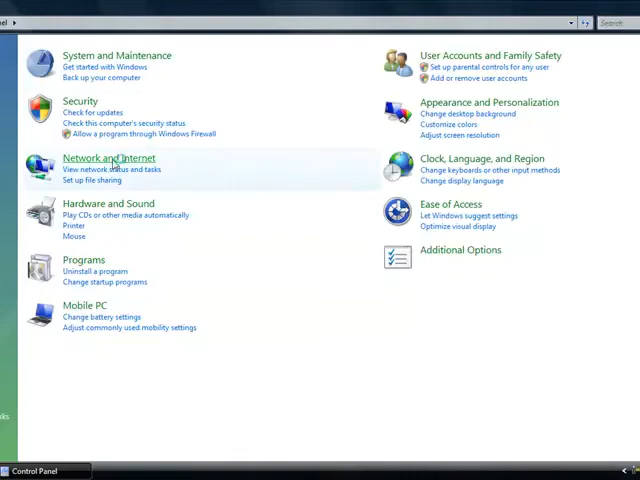 Search
System and Maintenance
Get started with Windows
Back up your computer
Security
Check for updates
Check this computer's security status
Allow a program through Windows Firewall
Network and Internet
View network status and tasks
Set up file sharing
Hardware and Sound
Play CDs or other media automatically
Printer
Mouse
Programs
Uninstall a program
Change startup programs
Mobile PC
Change battery settings
Adjust commonly used mobility settings
User Accounts and Family Safety
Set up parental controls for any user
Add or remove user accounts
Appearance and Personalization
Change desktop background
Customize colors
Adjust screen resolution
Clock, Language, and Region
Change keyboards or other input methods
Change display language
Ease of Access
Let Windows suggest settings
Optimize visual display
Additional Options
Control Panel